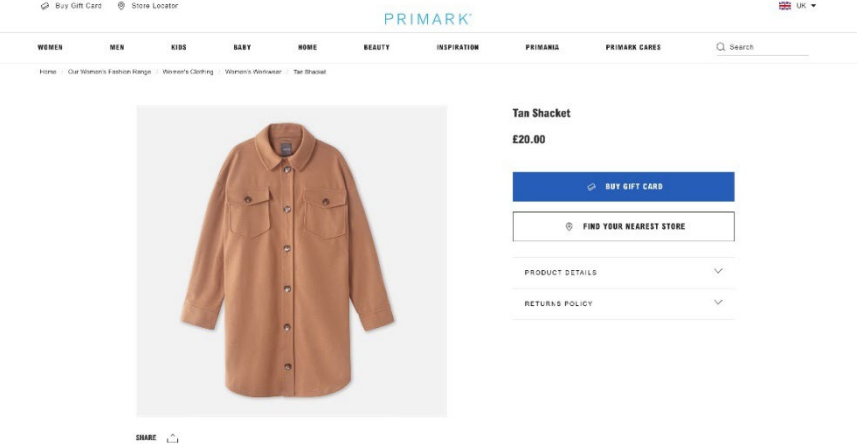 Buy Gift Card Store Locator
UK
PRIMARK®
WOMEN MEN KIDS BABY HOME BEAUTY INSPIRATION PRIMANIA PRIMARK CARES Search
Home / Our Women's Fashion Range / Women's Clothing / Women's Workwear / Tan Shacket
Tan Shacket
£20.00
BUY GIFT CARD
FIND YOUR NEAREST STORE
PRODUCT DETAILS
RETURNS POLICY
SHARE